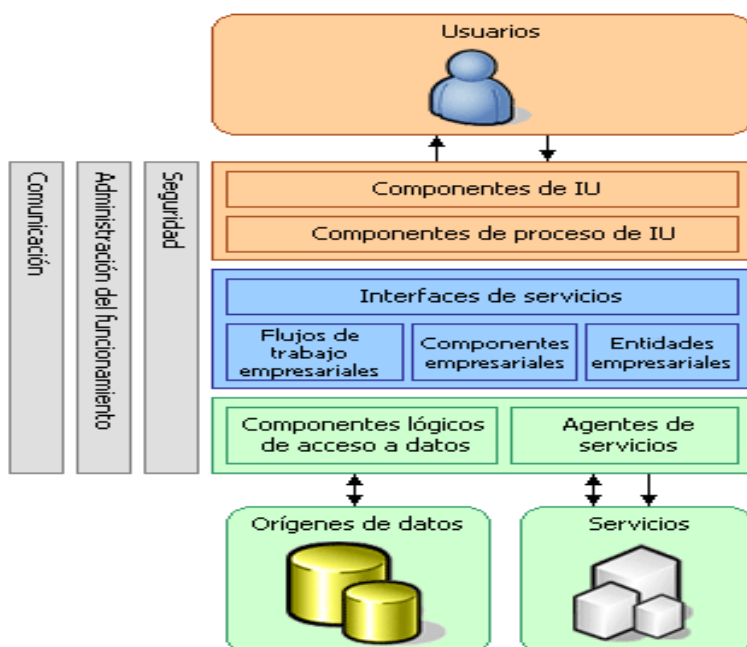 Usuarios
Comunicación
Administración del funcionamiento
Seguridad
Componentes de IU
Componentes de proceso de IU
Interfaces de servicios
Flujos de
trabajo
empresariales
Componentes
empresariales
Entidades
empresariales
Componentes lógicos
de acceso a datos
Agentes de
servicios
Orígenes de datos
Servicios